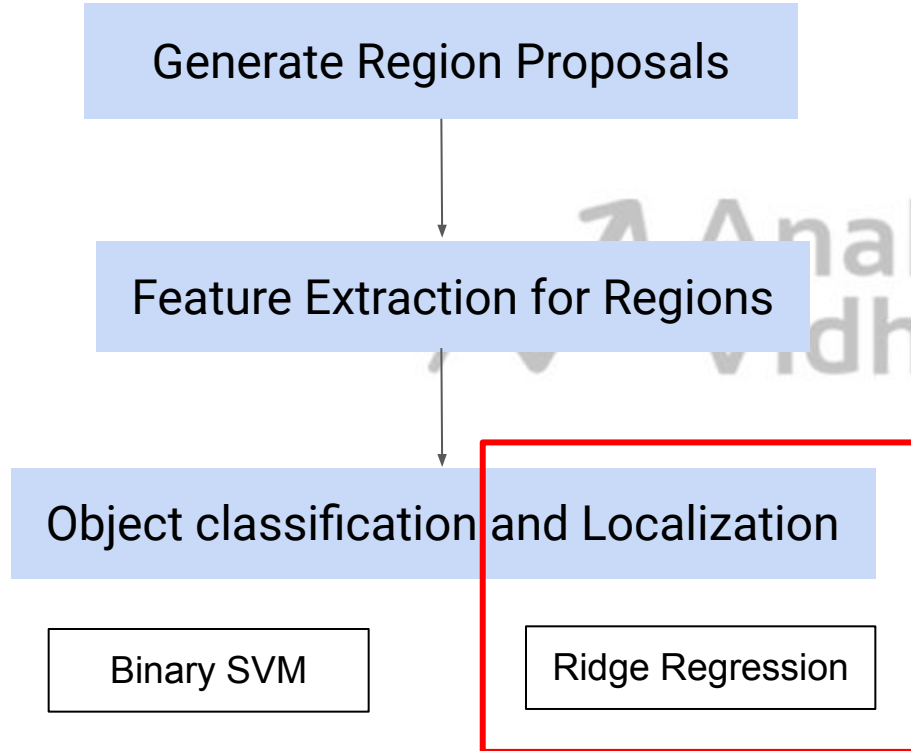 Generate Region Proposals
Feature Extraction for Regions
Object classification and Localization
Binary SVM
Ridge Regression